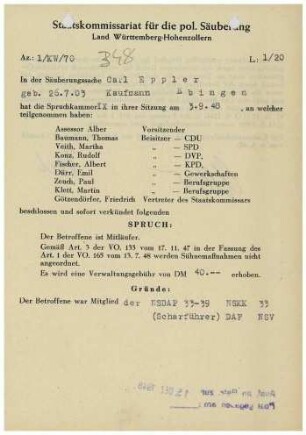 Staatskommissariat für die pol. Säuberung
Land Württemberg-Hohenzollern
Az.: 1/KW/70 348 L.: 1/20
In der Säuberungssache Carl Eppler
geb. 26.7.03 Kaufmann Ebingen
hat die Spruchkammer IX in ihrer Sitzung am 3.9.48, an welcher
teilgenommen haben:
Assessor Alber Vorsitzender
Baumann, Thomas Beisitzer — CDU
Veith, Martha „ — SPD
Konz, Rudolf „ — DVP,
Fischer, Albert „ — KPD,
Dürr, Emil „ — Gewerkschaften
Zeuch, Paul „ — Berufsgruppe
Klett, Martin „ — Berufsgruppe
Götzendörfer, Friedrich Vertreter des Staatskommissars
beschlossen und sofort verkündet folgenden
SPRUCH:
Der Betroffene ist Mitläufer.
Gemäß Art. 3 der VO. 133 vom 17. 11. 47 in der Fassung des
Art. 1 der VO. 165 vom 13. 7. 48 werden Sühnemaßnahmen nicht
angeordnet.
Es wird eine Verwaltungsgebühr von DM 40.-- erhoben.
Gründe:
Der Betroffene war Mitglied der NSDAP 33-39 NSKK 33
(Scharführer) DAF NSV